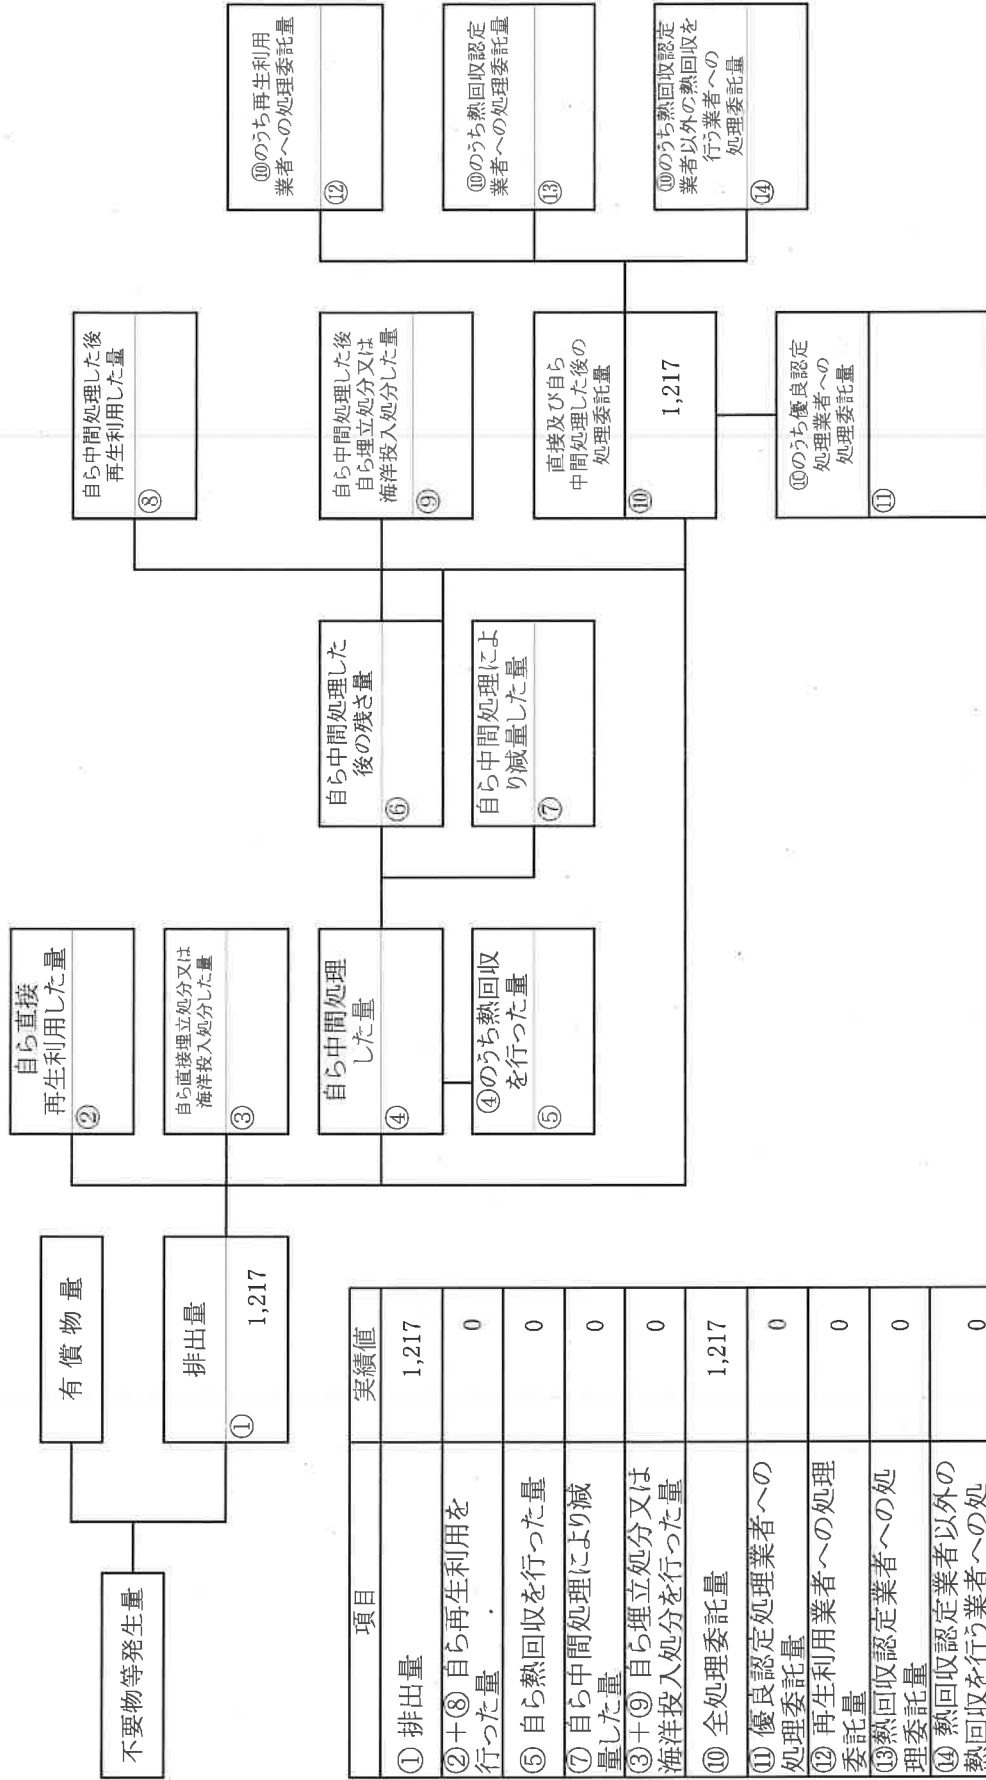 不要物等発生量
有 償 物 量
排出量
① 1,217
自ら直接
再生利用した量
②
自ら直接埋立処分又は
海洋投入処分した量
③
自ら中間処理
した量
④
④のうち熱回収
を行った量
⑤
自ら中間処理した
後の残さ量
⑥
自ら中間処理によ
り減量した量
⑦
自ら中間処理した後
再生利用した量
⑧
自ら中間処理した後
自ら埋立処分又は
海洋投入処分した量
⑨
直接及び自ら
中間処理した後の
処理委託量
⑩ 1,217
⑩のうち優良認定
処理業者への
処理委託量
⑪
⑩のうち再生利用
業者への処理委託量
⑫
⑩のうち熱回収認定
業者への処理委託量
⑬
⑩のうち熱回収認定
業者以外の熱回収を
行う業者への
処理委託量
⑭
項目 実績値
① 排出量 1,217
②+⑧ 自ら再生利用を
行った量 0
⑤ 自ら熱回収を行った量 0
⑦ 自ら中間処理により減
量した量 0
③+⑨ 自ら埋立処分又は
海洋投入処分を行った量 0
⑩ 全処理委託量 1,217
⑪ 優良認定処理業者への
処理委託量 0
⑫ 再生利用業者への処理
委託量 0
⑬熱回収認定業者への処
理委託量 0
⑭ 熱回収認定業者以外の
熱回収を行う業者への処 0